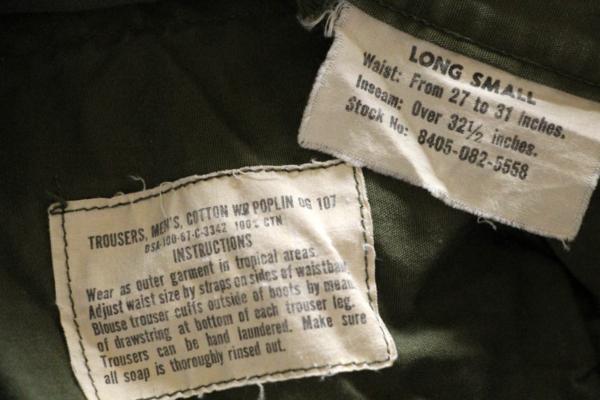 LONG SMALL
Waist: From 27 to 31 inches.
Inseam: Over 32½ inches.
Stock No: 8405-082-5558
TROUSERS, MEN'S, COTTON WR POPLIN OG 107
DSA-100-67-C-3342 100% CTN
INSTRUCTIONS
Wear as outer garment in tropical areas.
Adjust waist size by straps on sides of waistband.
Blouse trouser cuffs outside of boots by mean
of drawstring at bottom of each trouser leg.
Trousers can be hand laundered. Make sure
all soap is thoroughly rinsed out.